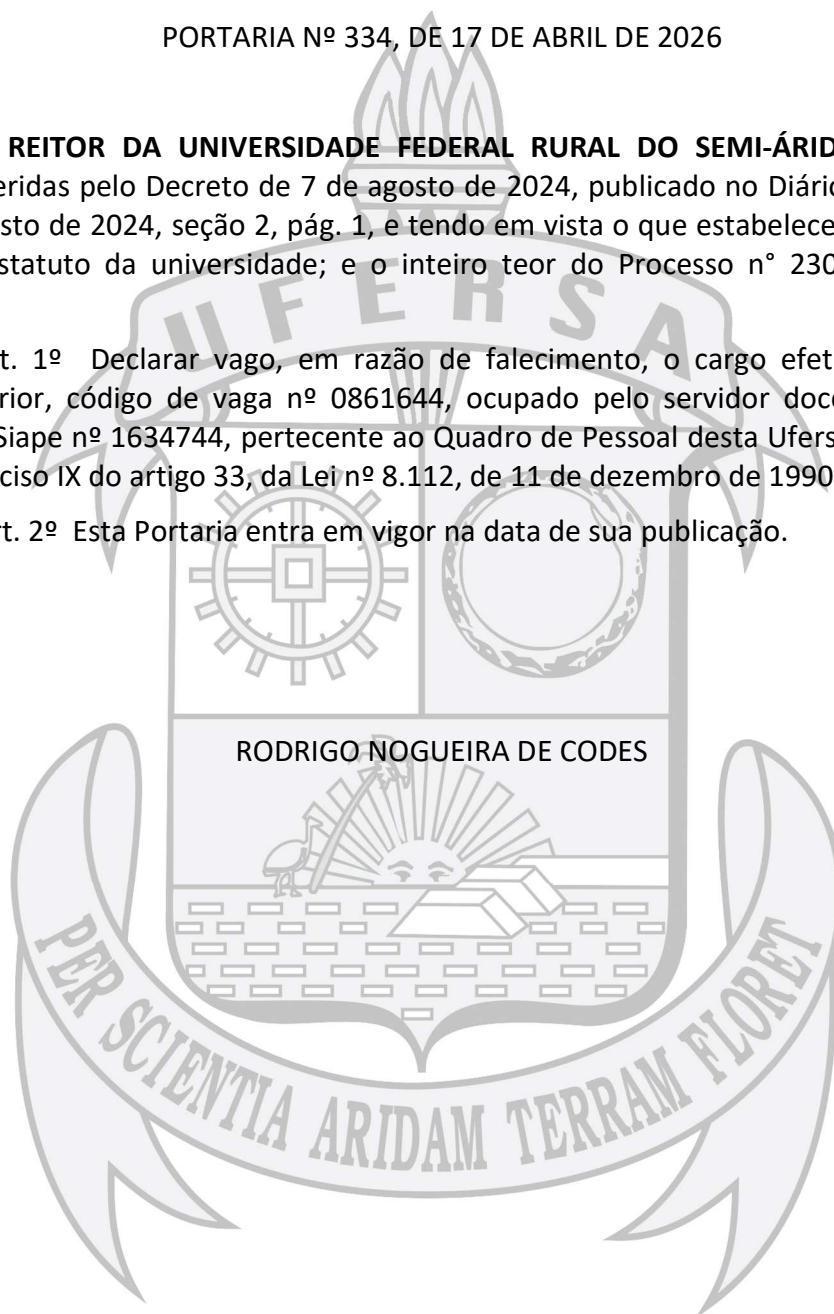 PORTARIA Nº 334, DE 17 DE ABRIL DE 2026
REITOR DA UNIVERSIDADE FEDERAL RURAL DO SEMI-ÁRID
eridas pelo Decreto de 7 de agosto de 2024, publicado no Diário
sto de 2024, seção 2, pág. 1, e tendo em vista o que estabelece
statuto da universidade; e o inteiro teor do Processo n° 230
t. 1º Declarar vago, em razão de falecimento, o cargo efet
rior, código de vaga nº 0861644, ocupado pelo servidor doc
Siape nº 1634744, pertecente ao Quadro de Pessoal desta Ufers
ciso IX do artigo 33, da Lei nº 8.112, de 11 de dezembro de 1990
rt. 2º Esta Portaria entra em vigor na data de sua publicação.
RODRIGO NOGUEIRA DE CODES
UFERSA
PER SCIENTIA ARIDAM TERRAM FLORET